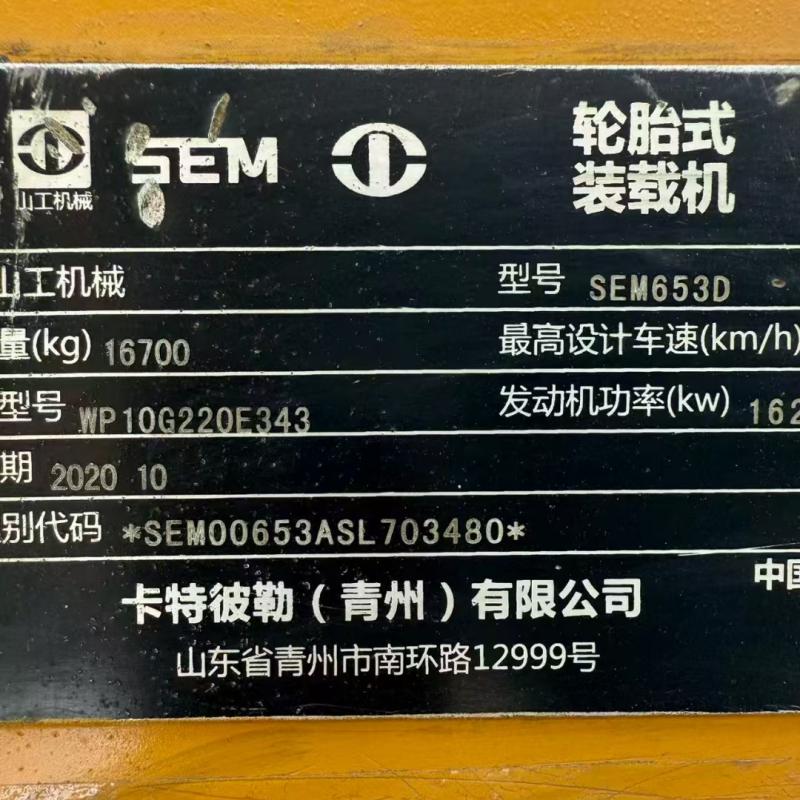 山工机械 SEM 轮胎式
装载机
山工机械 型号 SEM653D
量(kg) 16700 最高设计车速(km/h)
型号 WP10G220E343 发动机功率(kw) 162
期 2020 10
别代码 *SEM00653ASL703480*
中国
卡特彼勒（青州）有限公司
山东省青州市南环路12999号